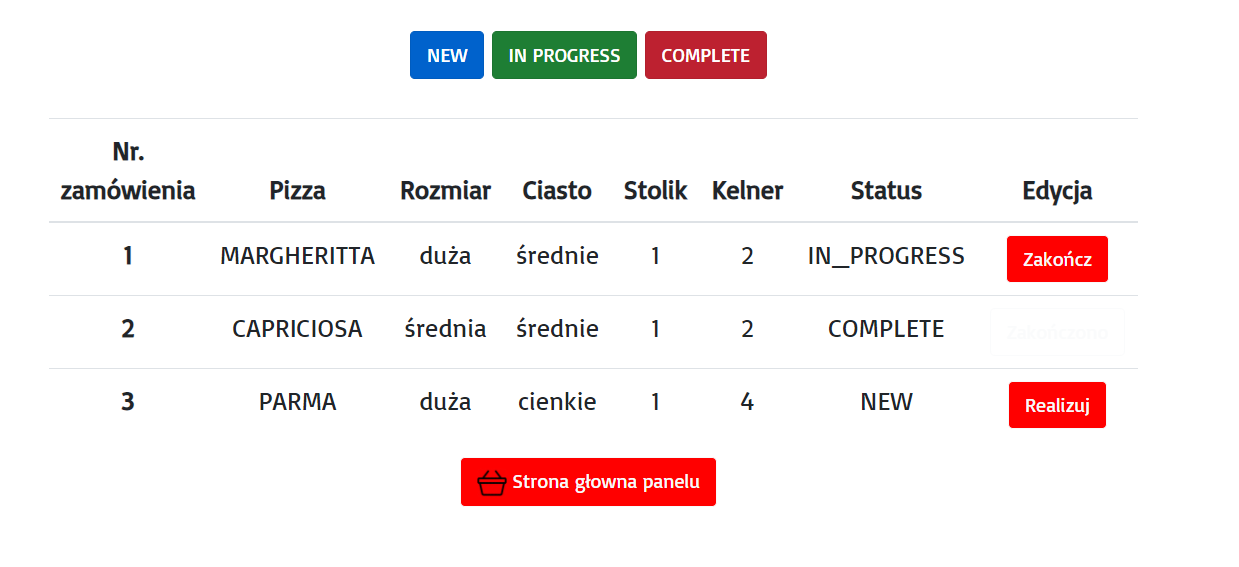 NEW IN PROGRESS COMPLETE
Nr.
zamówienia Pizza Rozmiar Ciasto Stolik Kelner Status Edycja
1 MARGHERITTA duża średnie 1 2 IN_PROGRESS Zakończ
2 CAPRICIOSA średnia średnie 1 2 COMPLETE Zakończono
3 PARMA duża cienkie 1 4 NEW Realizuj
Strona głowna panelu